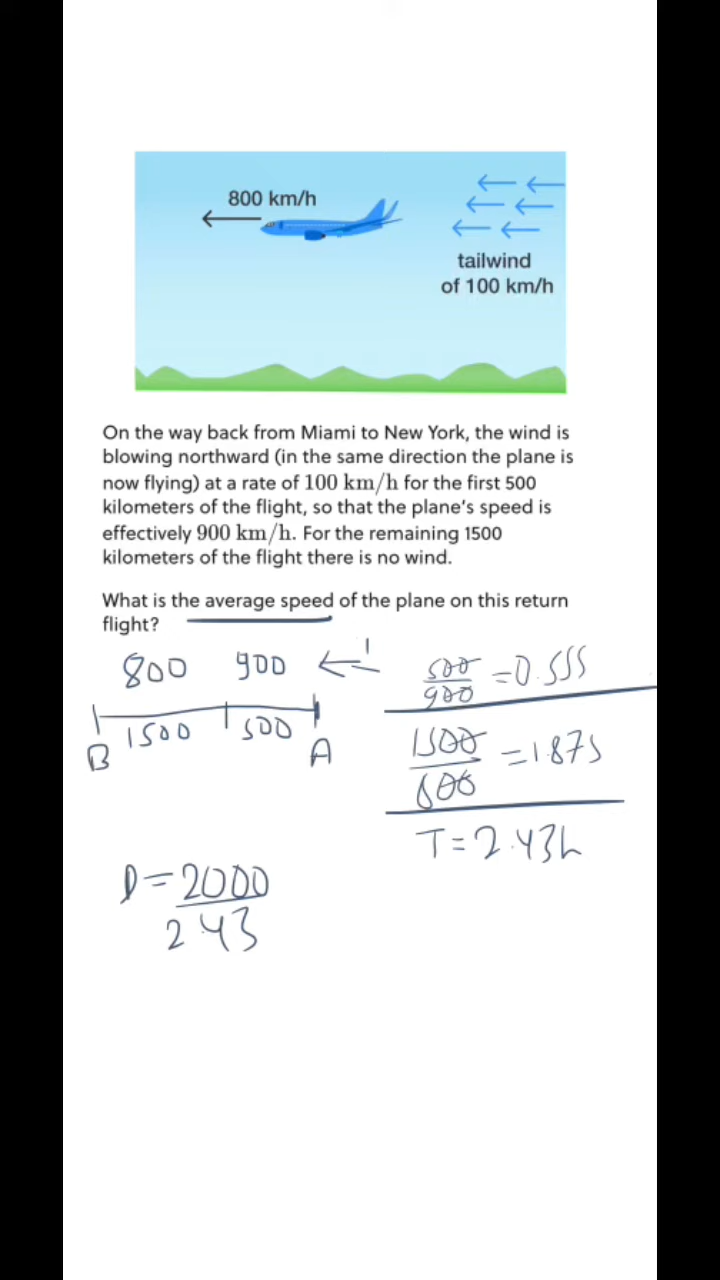 800 km/h
tailwind
of 100 km/h
On the way back from Miami to New York, the wind is
blowing northward (in the same direction the plane is
now flying) at a rate of 100 km/h for the first 500
kilometers of the flight, so that the plane's speed is
effectively 900 km/h. For the remaining 1500
kilometers of the flight there is no wind.
What is the average speed of the plane on this return
flight?
800 900
1500 500
B A
500
900
=0.555
1500
800
=1.875
T=2.43h
D=2000
2.43